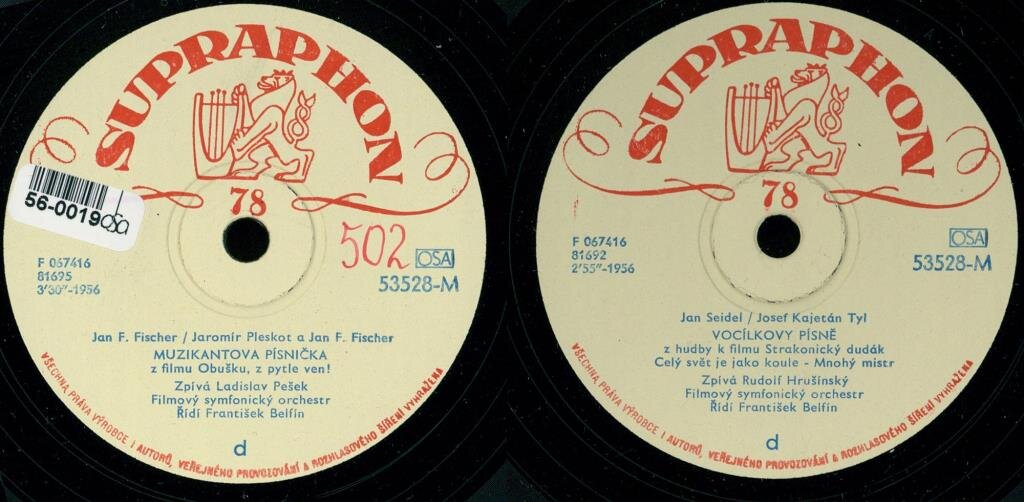 SUPRAPHON
78
56-0019
OSA
502
OSA
F 067416
81695
3'30"-1956
53528-M
Jan F. Fischer / Jaromír Pleskot a Jan F. Fischer
MUZIKANTOVA PÍSNIČKA
z filmu Obušku, z pytle ven!
Zpívá Ladislav Pešek
Filmový symfonický orchestr
Řídí František Belfín
d
VŠECHNA PRÁVA VÝROBCE I AUTORŮ, VEŘEJNÉHO PROVOZOVÁNÍ A ROZHLASOVÉHO ŠÍŘENÍ VYHRAŽENA
SUPRAPHON
78
OSA
F 067416
81692
2'55"-1956
53528-M
Jan Seidel / Josef Kajetán Tyl
VOCÍLKOVY PÍSNĚ
z hudby k filmu Strakonický dudák
Celý svět je jako koule - Mnohý mistr
Zpívá Rudolf Hrušínský
Filmový symfonický orchestr
Řídí František Belfín
d
VŠECHNA PRÁVA VÝROBCE I AUTORŮ, VEŘEJNÉHO PROVOZOVÁNÍ A ROZHLASOVÉHO ŠÍŘENÍ VYHRAŽENA